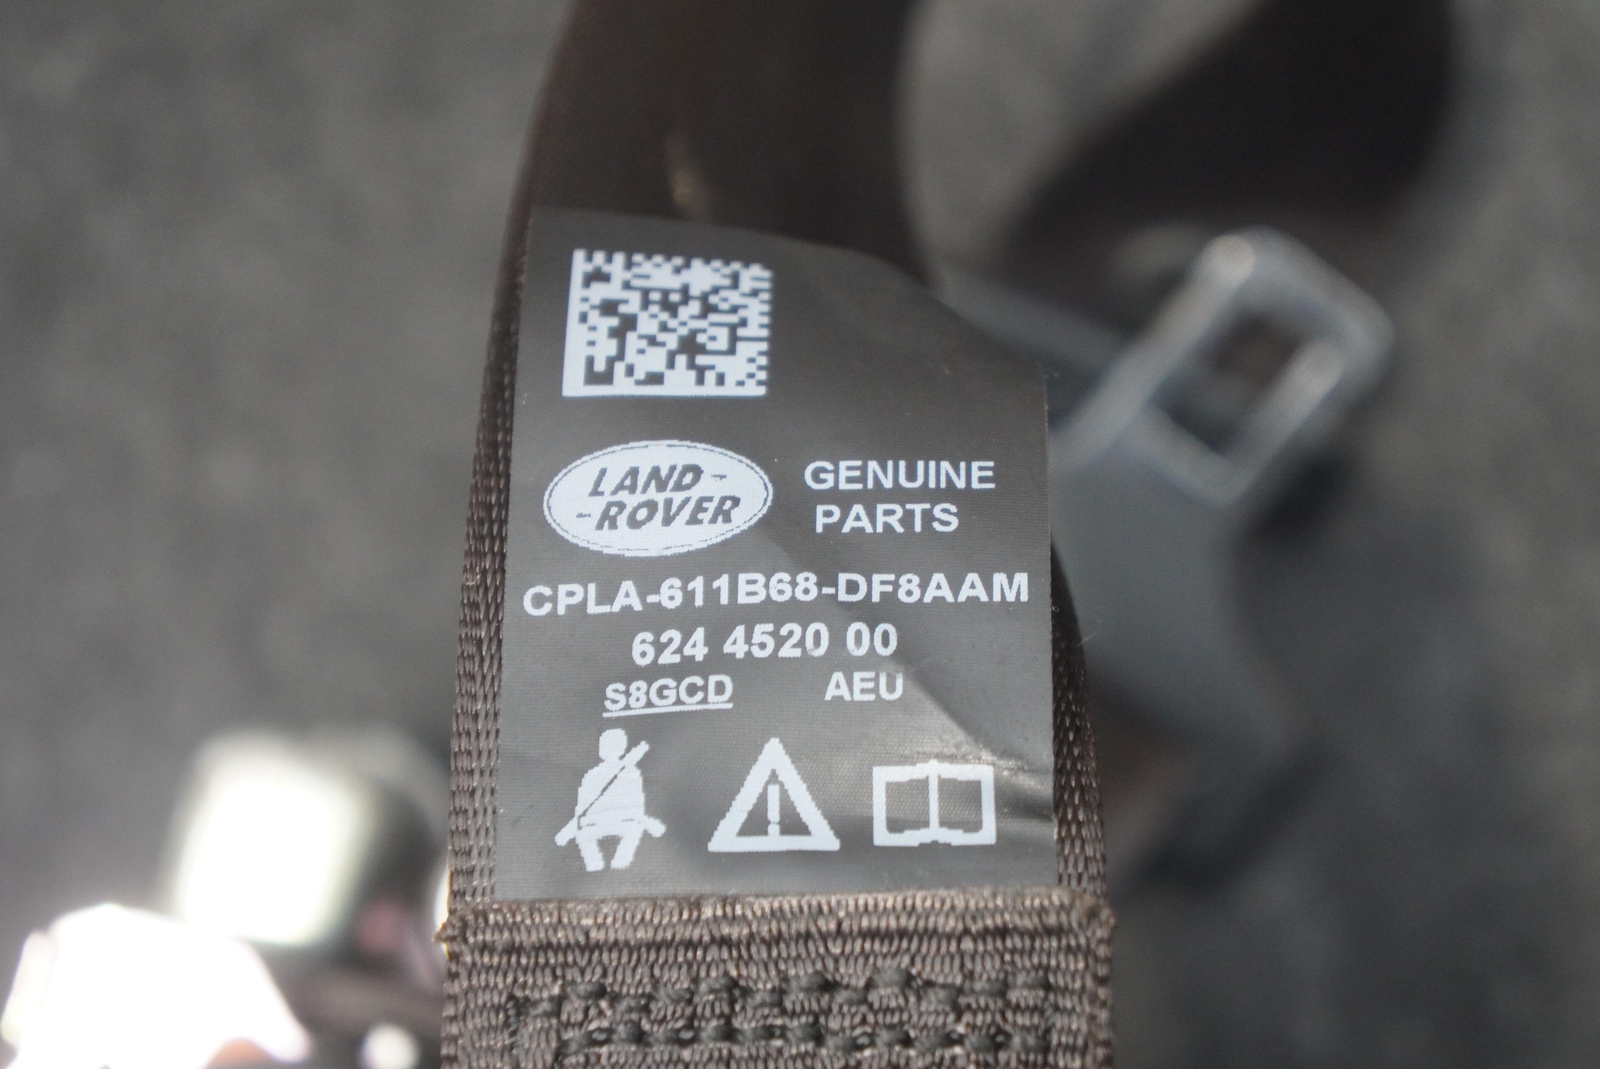 LAND-
-ROVER
GENUINE
PARTS
CPLA-611B68-DF8AAM
624 4520 00
S8GCD AEU